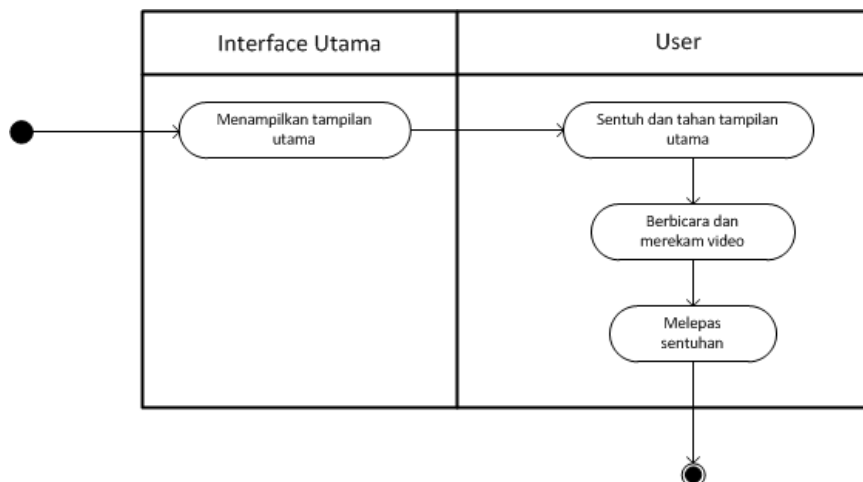 Interface Utama
User
Menampilkan tampilan
utama
Sentuh dan tahan tampilan
utama
Berbicara dan
merekam video
Melepas
sentuhan